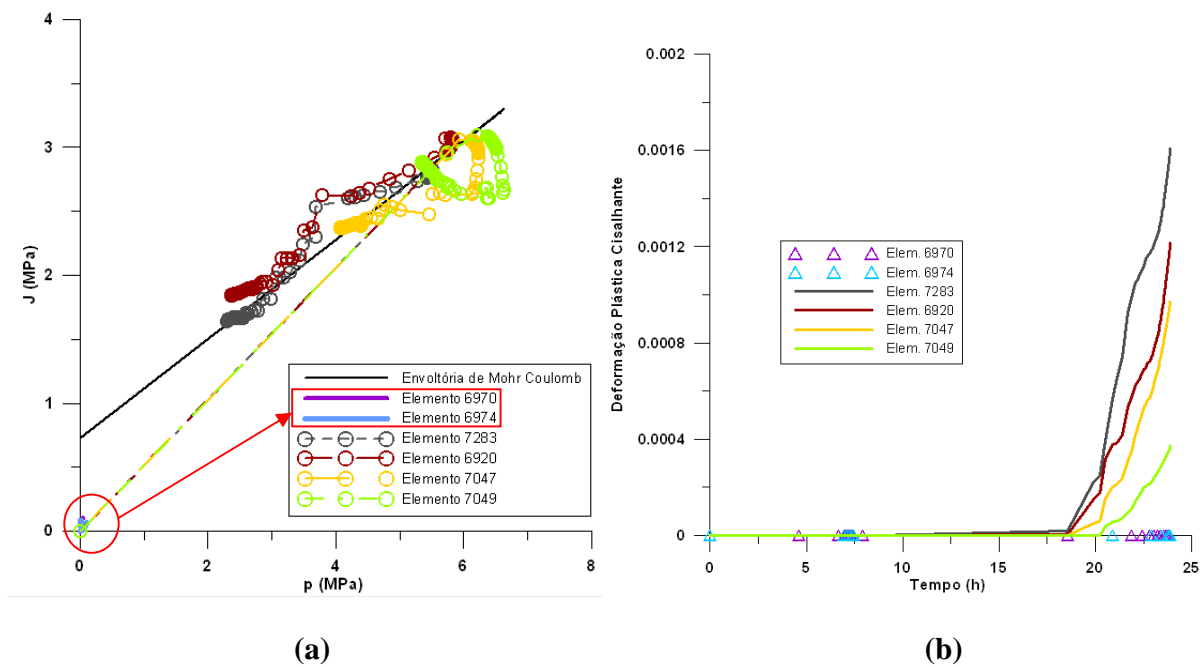 4
3
2
1
0
J (MPa)
0
2
4
6
8
p (MPa)
Envoltória de Mohr Coulomb
Elemento 6970
Elemento 6974
Elemento 7283
Elemento 6920
Elemento 7047
Elemento 7049
(a)
0.002
0.0016
0.0012
0.0008
0.0004
0
Deformação Plástica Cisalhante
0
5
10
15
20
25
Tempo (h)
Elem. 6970
Elem. 6974
Elem. 7283
Elem. 6920
Elem. 7047
Elem. 7049
(b)